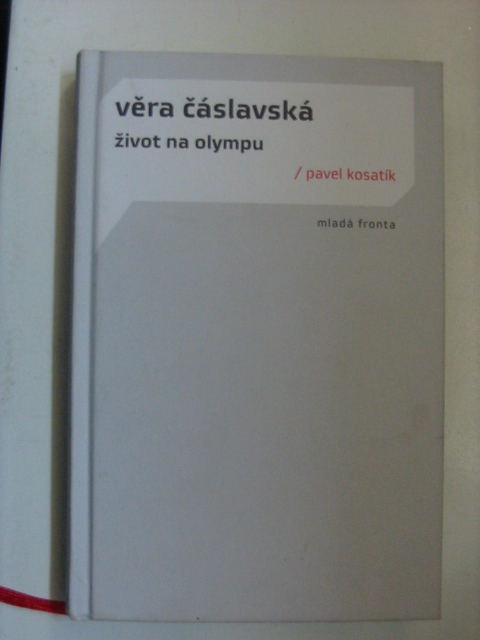 věra čáslavská
život na olympu
/ pavel kosatík
mladá fronta